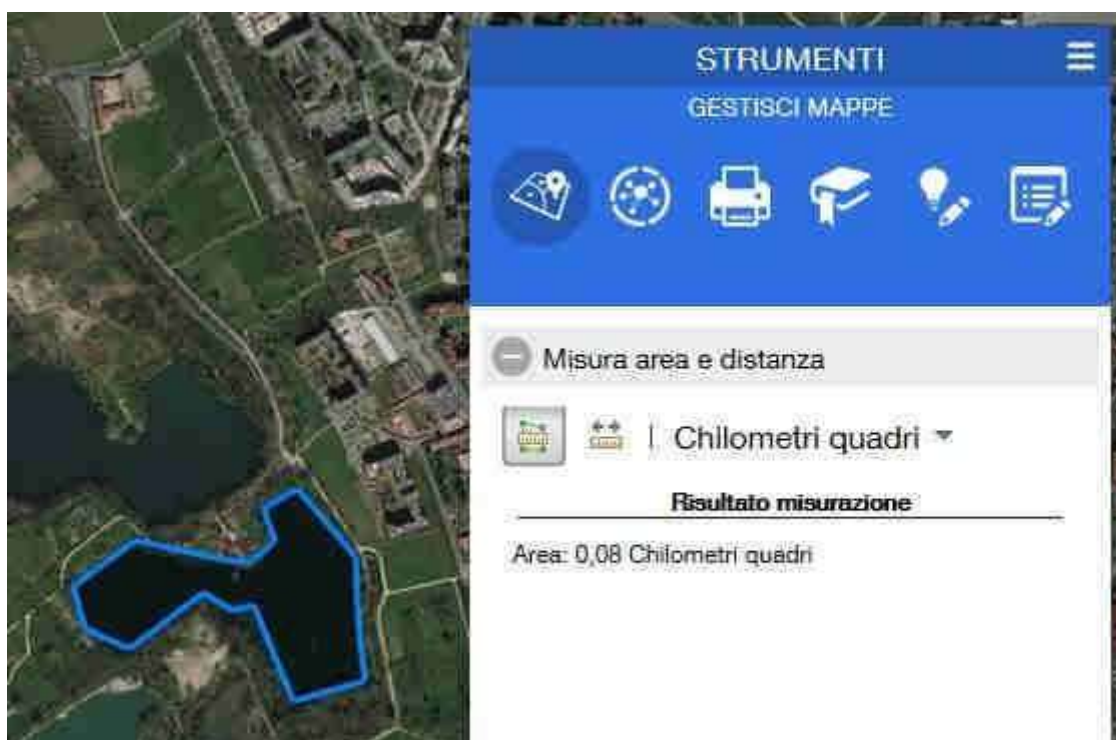 STRUMENTI
GESTISCI MAPPE
Misura area e distanza
Chilometri quadri
Risultato misurazione
Area: 0,08 Chilometri quadri